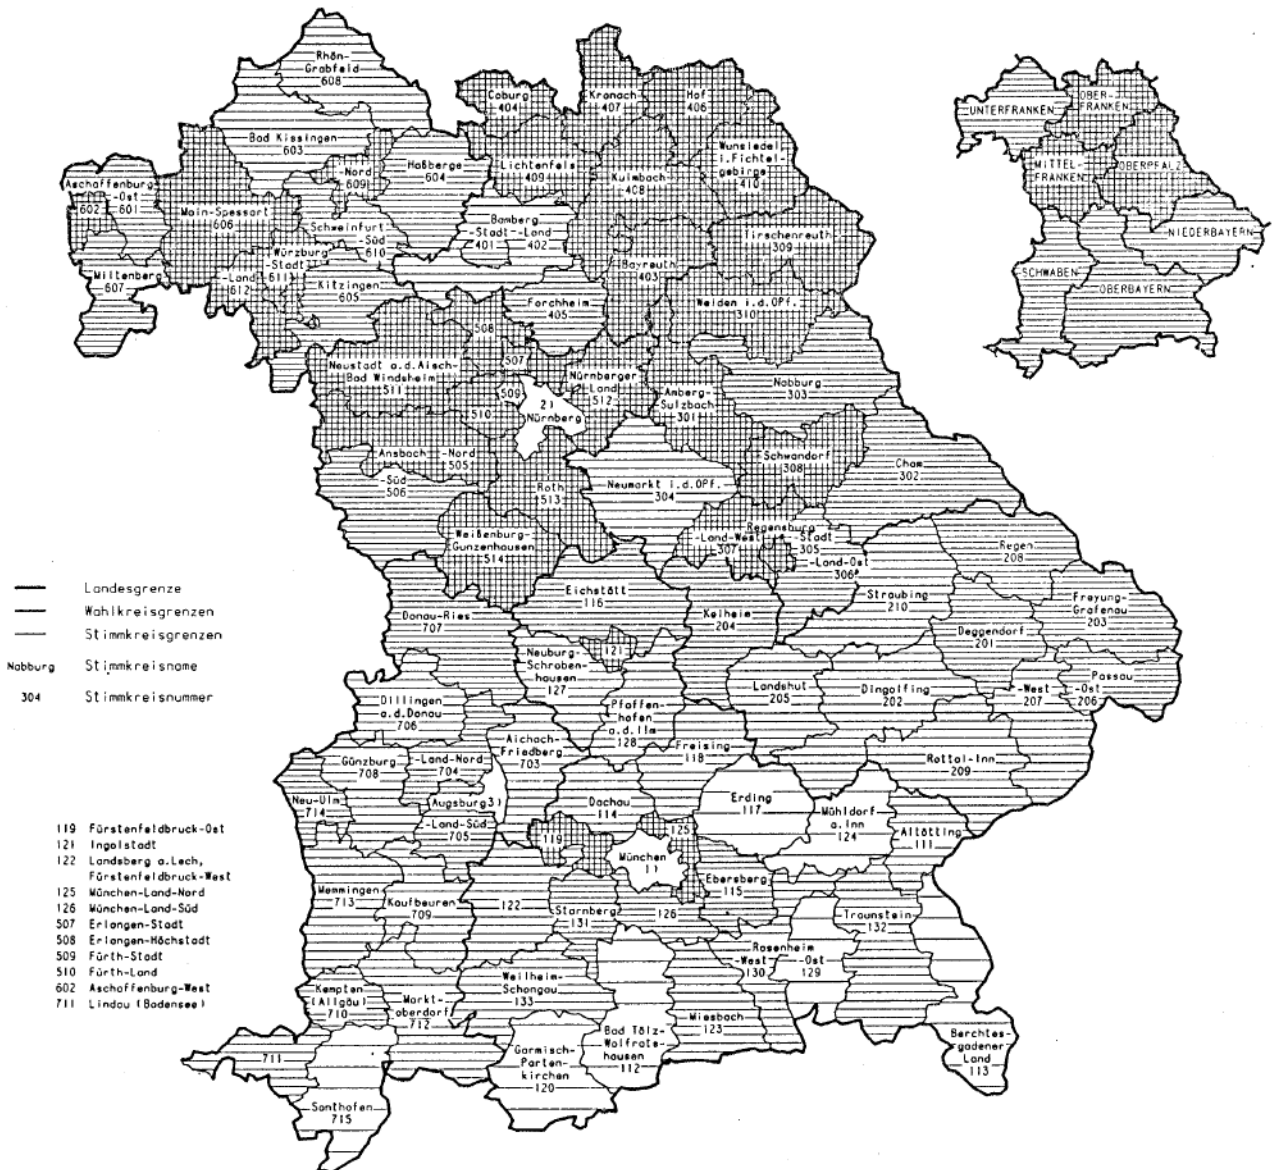 Rhön-
Grabfeld
608
Bad Kissingen
603
Coburg
404
Kronach
407
Hof
406
-Nord
609
Haßberge
604
Lichtenfels
409
Kulmbach
408
Wunsiedel
i.Fichtel-
gebirge
410
Aschaffenburg
-Ost
601
602
Main-Spessart
606
Schweinfurt
-Süd
610
Bamberg
-Stadt
401
-Land
402
Tirschenreuth
309
Miltenberg
607
Würzburg
-Stadt
611
-Land
612
Kitzingen
605
Bayreuth
403
Forchheim
405
Weiden i.d.OPf.
310
508
507
509
510
Neustadt a.d.Aisch-
Bad Windsheim
511
Nürnberger
Land
512
2)
Nürnberg
Amberg-
Sulzbach
301
Nabburg
303
Ansbach
-Nord
505
-Süd
506
Schwandorf
308
Cham
302
Roth
513
Neumarkt i.d.OPf.
304
Weißenburg-
Gunzenhausen
514
Regensburg
-Land-West
307
-Stadt
305
-Land-Ost
306
Regen
208
Straubing
210
Freyung-
Grafenau
203
Eichstätt
116
Donau-Ries
707
Kelheim
204
Deggendorf
201
121
Neuburg-
Schroben-
hausen
127
Landshut
205
Dingolfing
202
-West
207
Passau
-Ost
206
Dillingen
a.d.Donau
706
Pfaffen-
hofen
a.d.Ilm
128
Aichach-
Friedberg
703
Freising
118
Rottal-Inn
209
Günzburg
708
-Land-Nord
704
Neu-Ulm
714
Augsburg3)
-Land-Süd
705
Dachau
114
Erding
117
Mühldorf
a.Inn
124
Altötting
111
119
125
München
1)
Ebersberg
115
Memmingen
713
Kaufbeuren
709
122
Starnberg
131
126
Traunstein
132
Rosenheim
-West
130
-Ost
129
Kempten
(Allgäu)
710
Markt-
oberdorf
712
Weilheim-
Schongau
133
Miesbach
123
Bad Tölz-
Wolfrats-
hausen
112
Garmisch-
Parten-
kirchen
120
Berchtes-
gadener
Land
113
711
Sonthofen
715
UNTERFRANKEN
OBER-
FRANKEN
MITTEL-
FRANKEN
OBERPFALZ
NIEDERBAYERN
SCHWABEN
OBERBAYERN
Landesgrenze
Wahlkreisgrenzen
Stimmkreisgrenzen
Nabburg Stimmkreisname
304 Stimmkreisnummer
119 Fürstenfeldbruck-Ost
121 Ingolstadt
122 Landsberg a.Lech,
Fürstenfeldbruck-West
125 München-Land-Nord
126 München-Land-Süd
507 Erlangen-Stadt
508 Erlangen-Höchstadt
509 Fürth-Stadt
510 Fürth-Land
602 Aschaffenburg-West
711 Lindau (Bodensee)